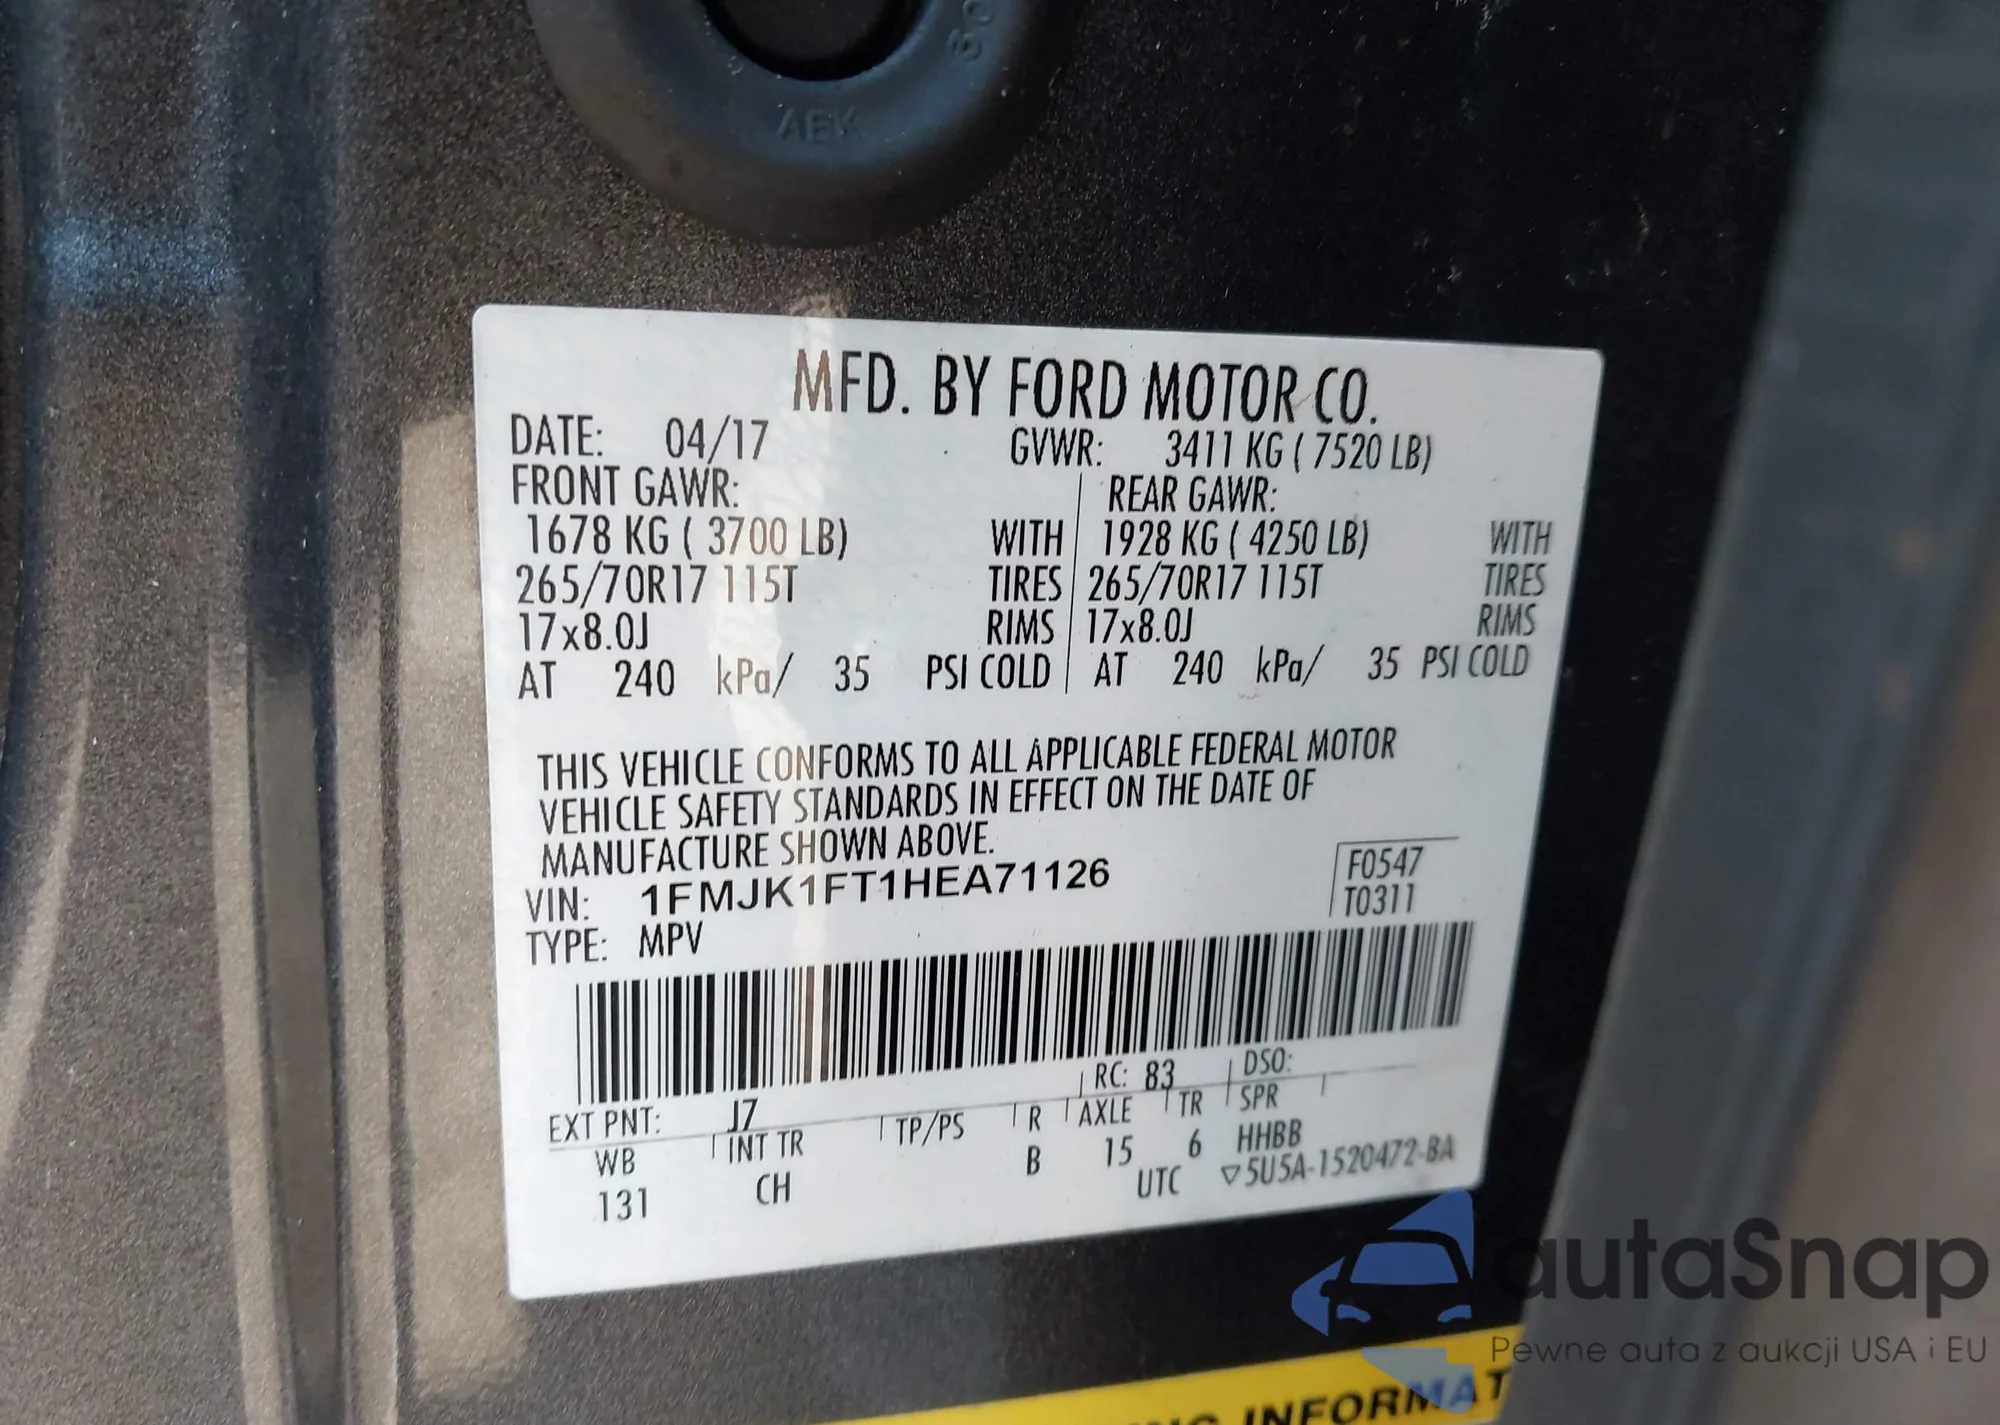 AEK
MFD. BY FORD MOTOR CO.
DATE: 04/17 GVWR: 3411 KG ( 7520 LB)
FRONT GAWR: REAR GAWR:
1678 KG ( 3700 LB) WITH 1928 KG ( 4250 LB) WITH
265/70R17 115T TIRES 265/70R17 115T TIRES
17x8.0J RIMS 17x8.0J RIMS
AT 240 kPa/ 35 PSI COLD AT 240 kPa/ 35 PSI COLD
THIS VEHICLE CONFORMS TO ALL APPLICABLE FEDERAL MOTOR
VEHICLE SAFETY STANDARDS IN EFFECT ON THE DATE OF
MANUFACTURE SHOWN ABOVE.
VIN: 1FMJK1FT1HEA71126 F0547
TYPE: MPV T0311
RC: 83 DSO:
EXT PNT: J7
WB INT TR TP/PS R AXLE TR SPR
131 CH B 15 6 HHBB
UTC ▽5U5A-1520472-BA
autaSnap
Pewne auta z aukcji USA i EU
INFORMAT